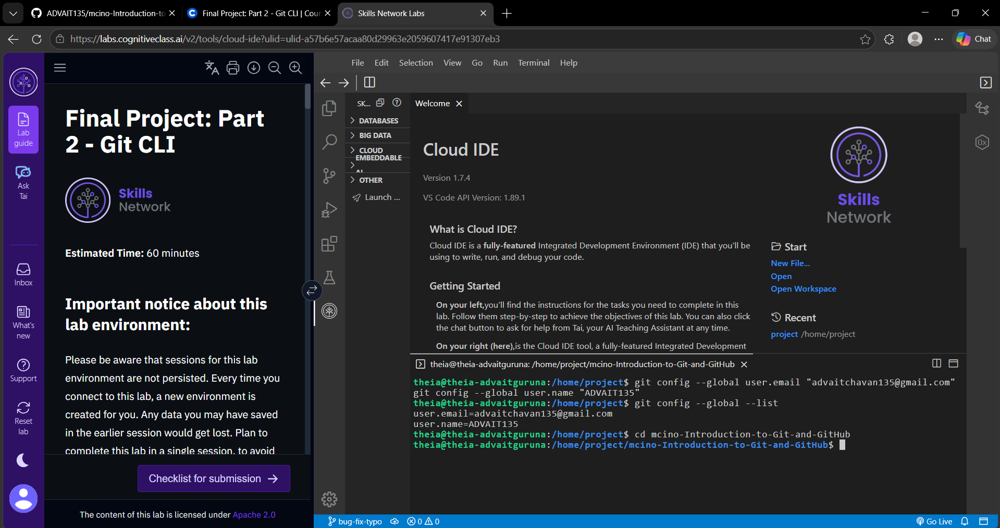 ADVAIT135/mcino-Introduction-to
Final Project: Part 2 - Git CLI | Cour
Skills Network Labs
https://labs.cognitiveclass.ai/v2/tools/cloud-ide?ulid=ulid-a57b6e57acaa80d29963e2059607417e91307eb3
Chat
Lab
guide
Ask
Tai
Inbox
What's
new
Support
Reset
lab
Final Project: Part
2 - Git CLI
Skills
Network
Estimated Time: 60 minutes
Important notice about this
lab environment:
Please be aware that sessions for this lab
environment are not persisted. Every time you
connect to this lab, a new environment is
created for you. Any data you may have saved
in the earlier session would get lost. Plan to
complete this lab in a single session, to avoid
Checklist for submission
The content of this lab is licensed under Apache 2.0
File Edit Selection View Go Run Terminal Help
SK...
DATABASES
BIG DATA
CLOUD
EMBEDDABLE
AI
OTHER
Launch ...
Welcome
Cloud IDE
Version 1.7.4
VS Code API Version: 1.89.1
What is Cloud IDE?
Cloud IDE is a fully-featured Integrated Development Environment (IDE) that you'll be
using to write, run, and debug your code.
Getting Started
On your left,you'll find the instructions for the tasks you need to complete in this
lab. Follow them step-by-step to achieve the objectives of this lab. You can also click
the chat button to ask for help from Tai, your AI Teaching Assistant at any time.
On your right (here),is the Cloud IDE tool, a fully-featured Integrated Development
Skills
Network
Start
New File...
Open
Open Workspace
Recent
project /home/project
0x
theia@theia-advaitguruna: /home/project/mcino-Introduction-to-Git-and-GitHub
theia@theia-advaitguruna:/home/project$ git config --global user.email "advaitchavan135@gmail.com"
git config --global user.name "ADVAIT135"
theia@theia-advaitguruna:/home/project$ git config --global --list
user.email=advaitchavan135@gmail.com
user.name=ADVAIT135
theia@theia-advaitguruna:/home/project$ cd mcino-Introduction-to-Git-and-GitHub
theia@theia-advaitguruna:/home/project/mcino-Introduction-to-Git-and-GitHub$
bug-fix-typo 0 0
Go Live